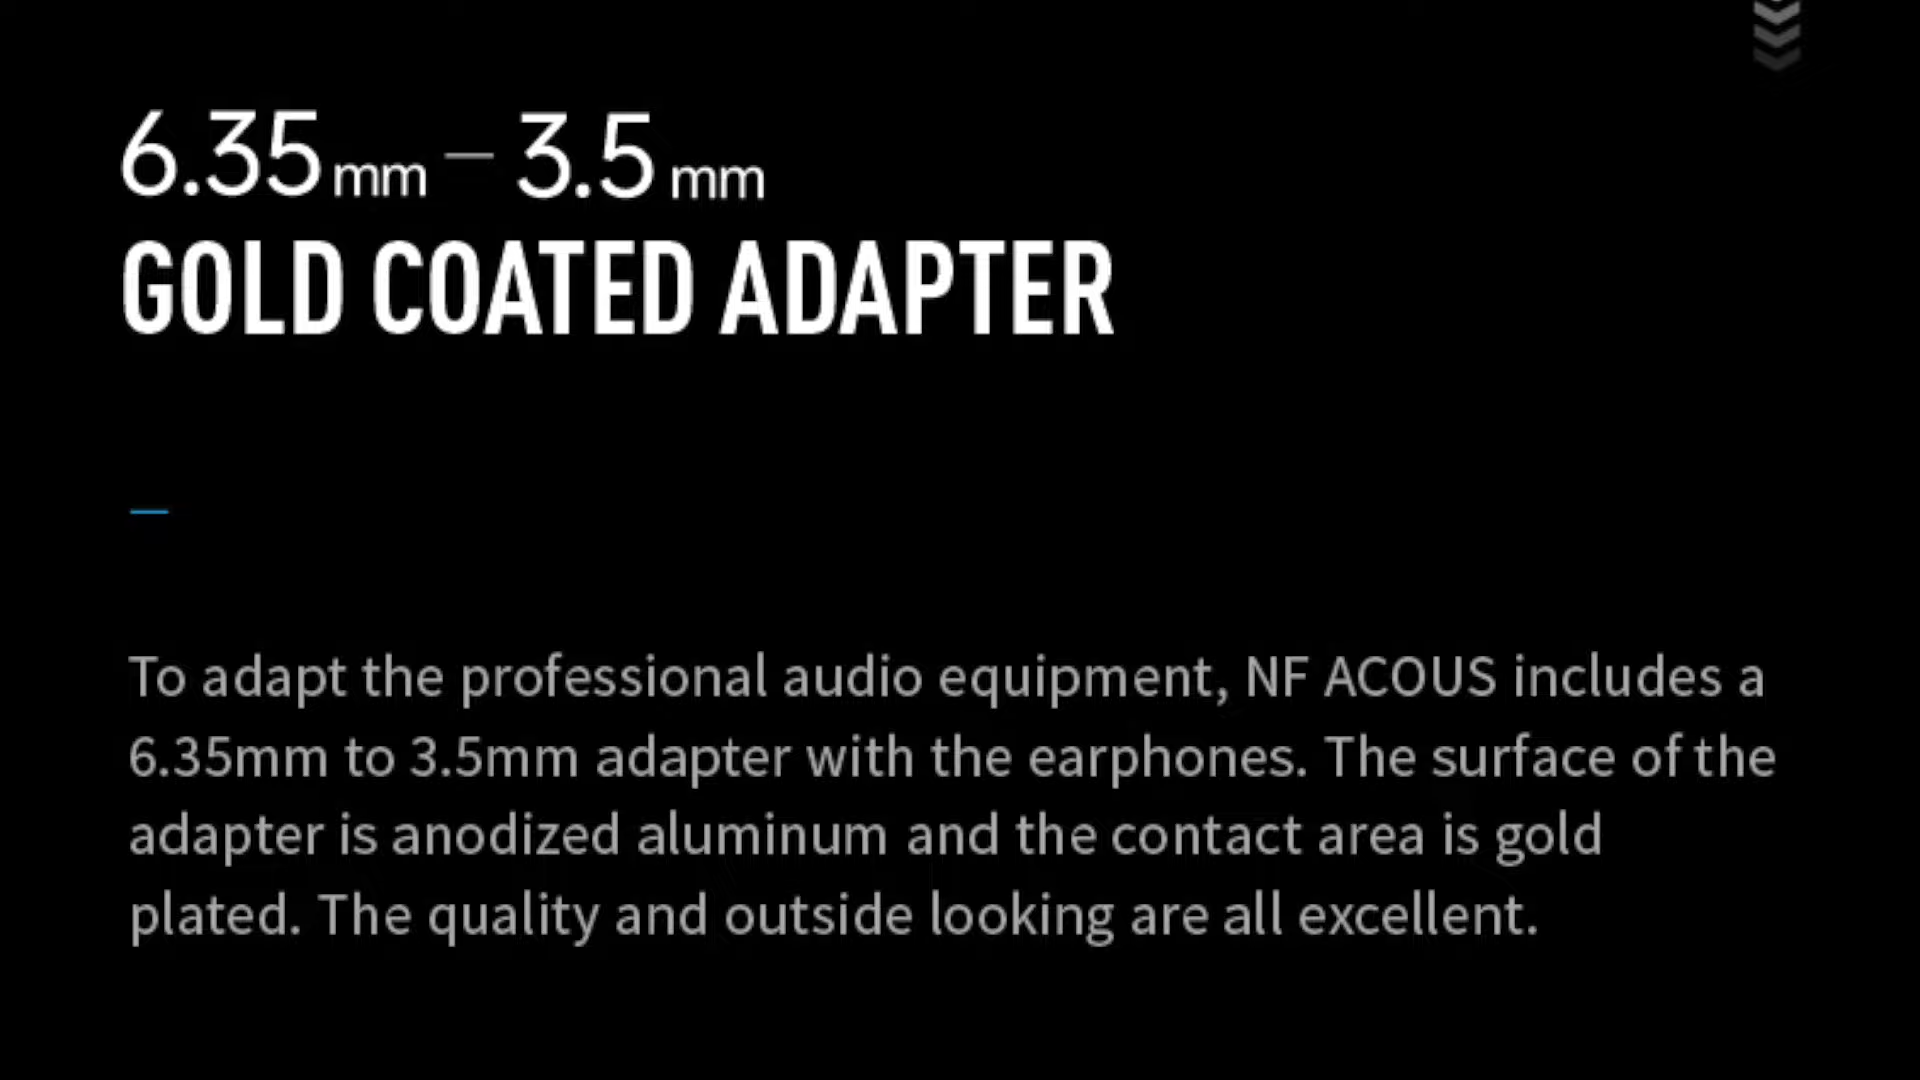 6.35mm – 3.5mm
GOLD COATED ADAPTER
To adapt the professional audio equipment, NF ACOUS includes a
6.35mm to 3.5mm adapter with the earphones. The surface of the
adapter is anodized aluminum and the contact area is gold
plated. The quality and outside looking are all excellent.